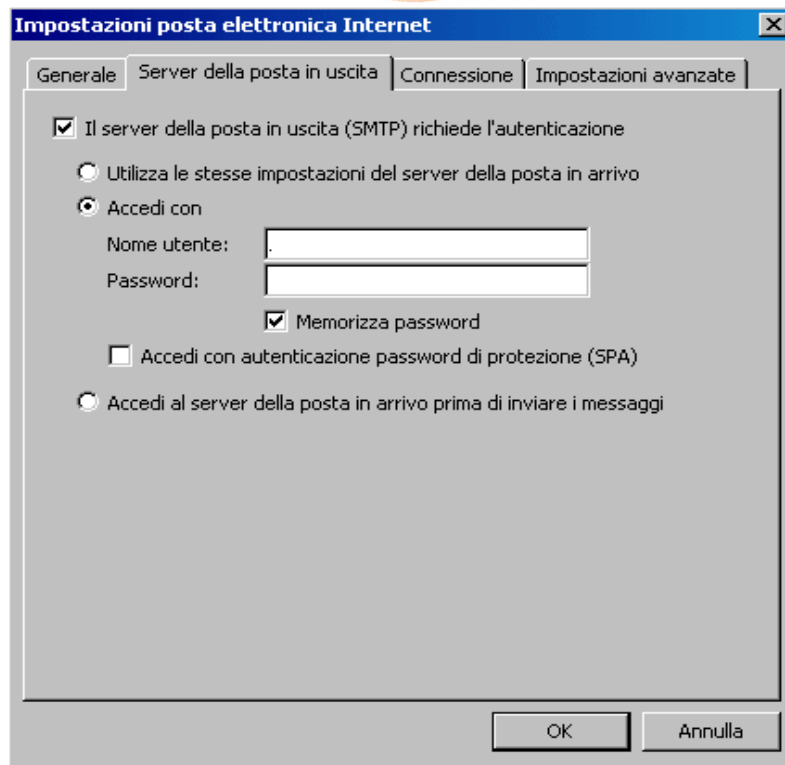 Impostazioni posta elettronica Internet
Generale Server della posta in uscita Connessione Impostazioni avanzate
Il server della posta in uscita (SMTP) richiede l'autenticazione
Utilizza le stesse impostazioni del server della posta in arrivo
Accedi con
Nome utente: .
Password:
Memorizza password
Accedi con autenticazione password di protezione (SPA)
Accedi al server della posta in arrivo prima di inviare i messaggi
OK Annulla